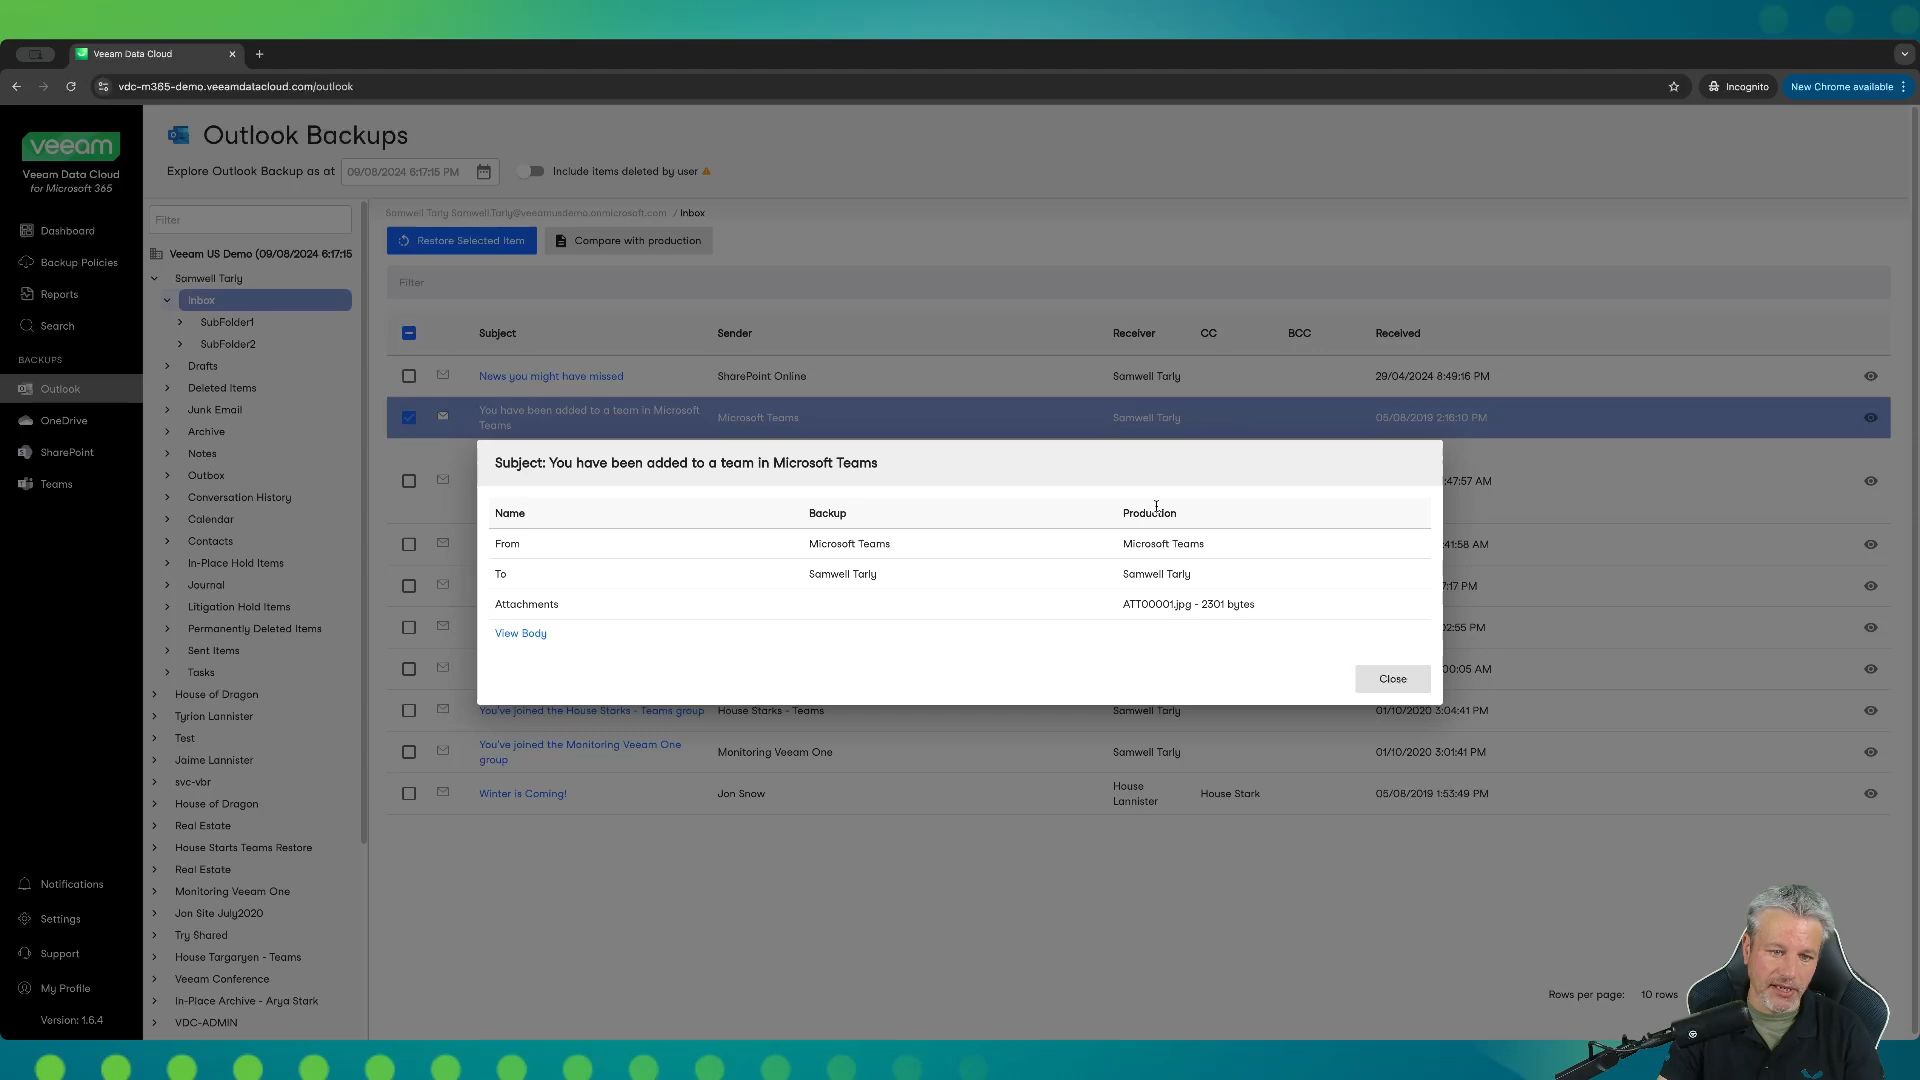 Veeam Data Cloud
vdc-m365-demo.veeamdatacloud.com/outlook
Incognito
New Chrome available
veeam
Veeam Data Cloud
for Microsoft 365
Dashboard
Backup Policies
Reports
Search
BACKUPS
Outlook
OneDrive
SharePoint
Teams
Notifications
Settings
Support
My Profile
Version: 1.6.4
Outlook Backups
Explore Outlook Backup as at
09/08/2024 6:17:15 PM
Include items deleted by user
Filter
Veeam US Demo (09/08/2024 6:17:15
Samwell Tarly
Inbox
SubFolder1
SubFolder2
Drafts
Deleted Items
Junk Email
Archive
Notes
Outbox
Conversation History
Calendar
Contacts
In-Place Hold Items
Journal
Litigation Hold Items
Permanently Deleted Items
Sent Items
Tasks
House of Dragon
Tyrion Lannister
Test
Jaime Lannister
svc-vbr
House of Dragon
Real Estate
House Starts Teams Restore
Real Estate
Monitoring Veeam One
Jon Site July2020
Try Shared
House Targaryen - Teams
Veeam Conference
In-Place Archive - Arya Stark
VDC-ADMIN
Samwell Tarly Samwell.Tarly@veeamusdemo.onmicrosoft.com / Inbox
Restore Selected Item
Compare with production
Filter
Subject Sender Receiver CC BCC Received
News you might have missed SharePoint Online Samwell Tarly 29/04/2024 8:49:16 PM
You have been added to a team in Microsoft
Teams
Microsoft Teams Samwell Tarly 05/08/2019 2:16:10 PM
Subject: You have been added to a team in Microsoft Teams
Name Backup Production
From Microsoft Teams Microsoft Teams
To Samwell Tarly Samwell Tarly
Attachments ATT00001.jpg - 2301 bytes
View Body
Close
:47:57 AM
:41:58 AM
7:17 PM
02:55 PM
00:05 AM
You've joined the House Starks - Teams group House Starks - Teams Samwell Tarly 01/10/2020 3:04:41 PM
You've joined the Monitoring Veeam One
group
Monitoring Veeam One Samwell Tarly 01/10/2020 3:01:41 PM
Winter is Coming! Jon Snow
House
Lannister
House Stark 05/08/2019 1:53:49 PM
Rows per page: 10 rows